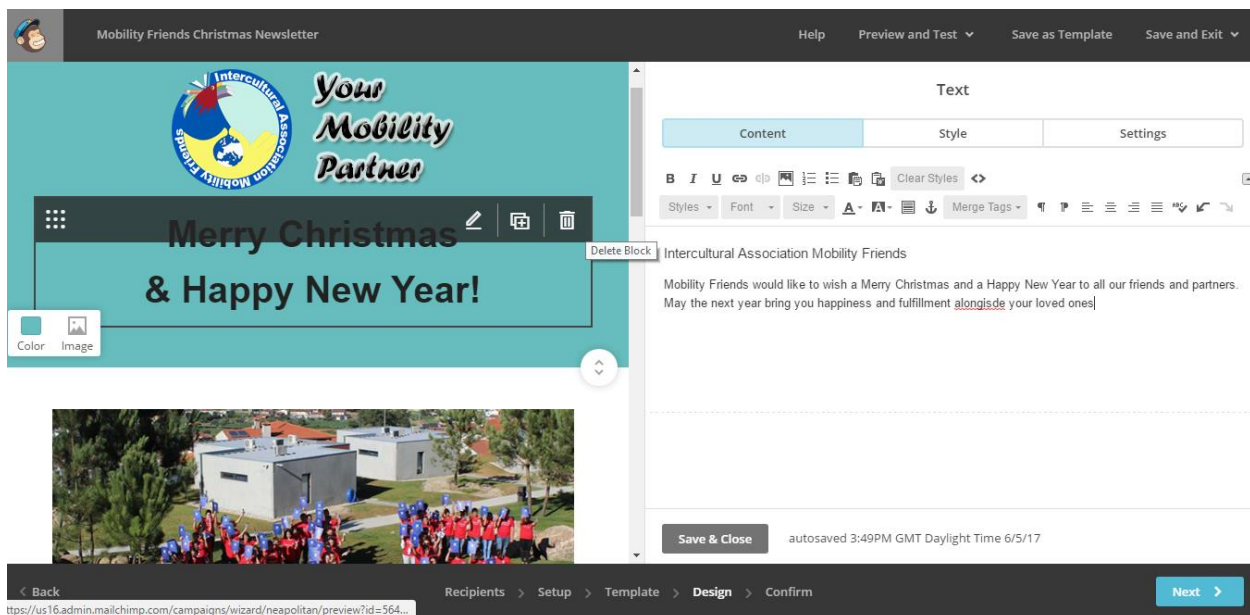 Mobility Friends Christmas Newsletter
Help Preview and Test Save as Template Save and Exit
Intercultural Association Mobility Friends
Your
Mobility
Partner
Merry Christmas
& Happy New Year!
Delete Block
Color Image
Text
Content Style Settings
B I U Clear Styles <>
Styles Font Size A A Merge Tags ¶
Intercultural Association Mobility Friends
Mobility Friends would like to wish a Merry Christmas and a Happy New Year to all our friends and partners.
May the next year bring you happiness and fulfillment alongisde your loved ones
Save & Close autosaved 3:49PM GMT Daylight Time 6/5/17
< Back Recipients > Setup > Template > Design > Confirm Next >
ttps://us16.admin.mailchimp.com/campaigns/wizard/neapolitan/preview?id=564...